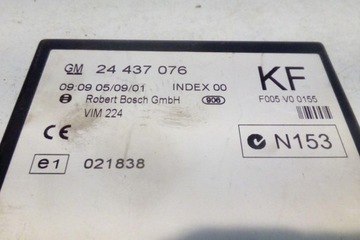 GM 24 437 076
KF
09:09 05/09/01 INDEX 00
Robert Bosch GmbH 906
F005 V0 0155
VIM 224
CE
N153
e1 021838